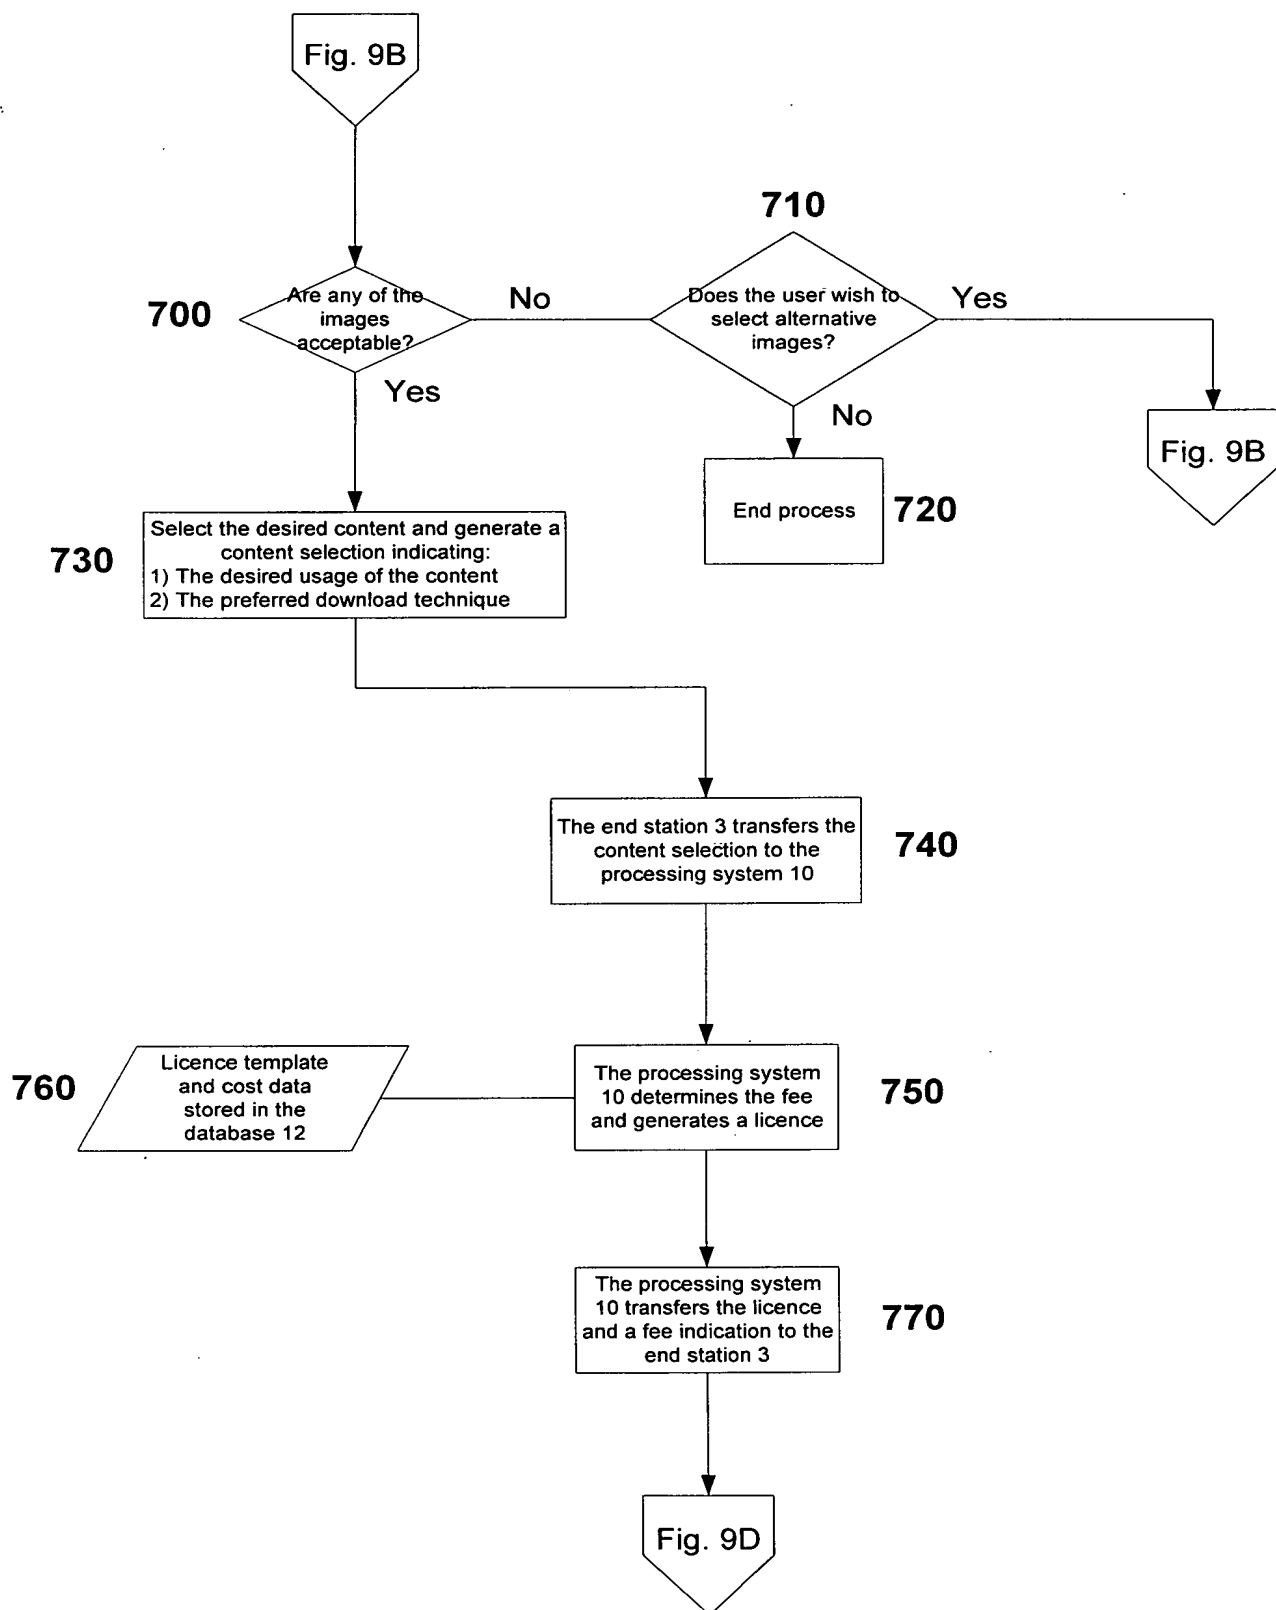 Fig. 9B
710
700
Are any of the
images
acceptable?
No
Does the user wish to
select alternative
images?
Yes
Yes
No
Fig. 9B
730
Select the desired content and generate a
content selection indicating:
1) The desired usage of the content
2) The preferred download technique
End process
720
The end station 3 transfers the
content selection to the
processing system 10
740
760
Licence template
and cost data
stored in the
database 12
The processing system
10 determines the fee
and generates a licence
750
The processing system
10 transfers the licence
and a fee indication to the
end station 3
770
Fig. 9D